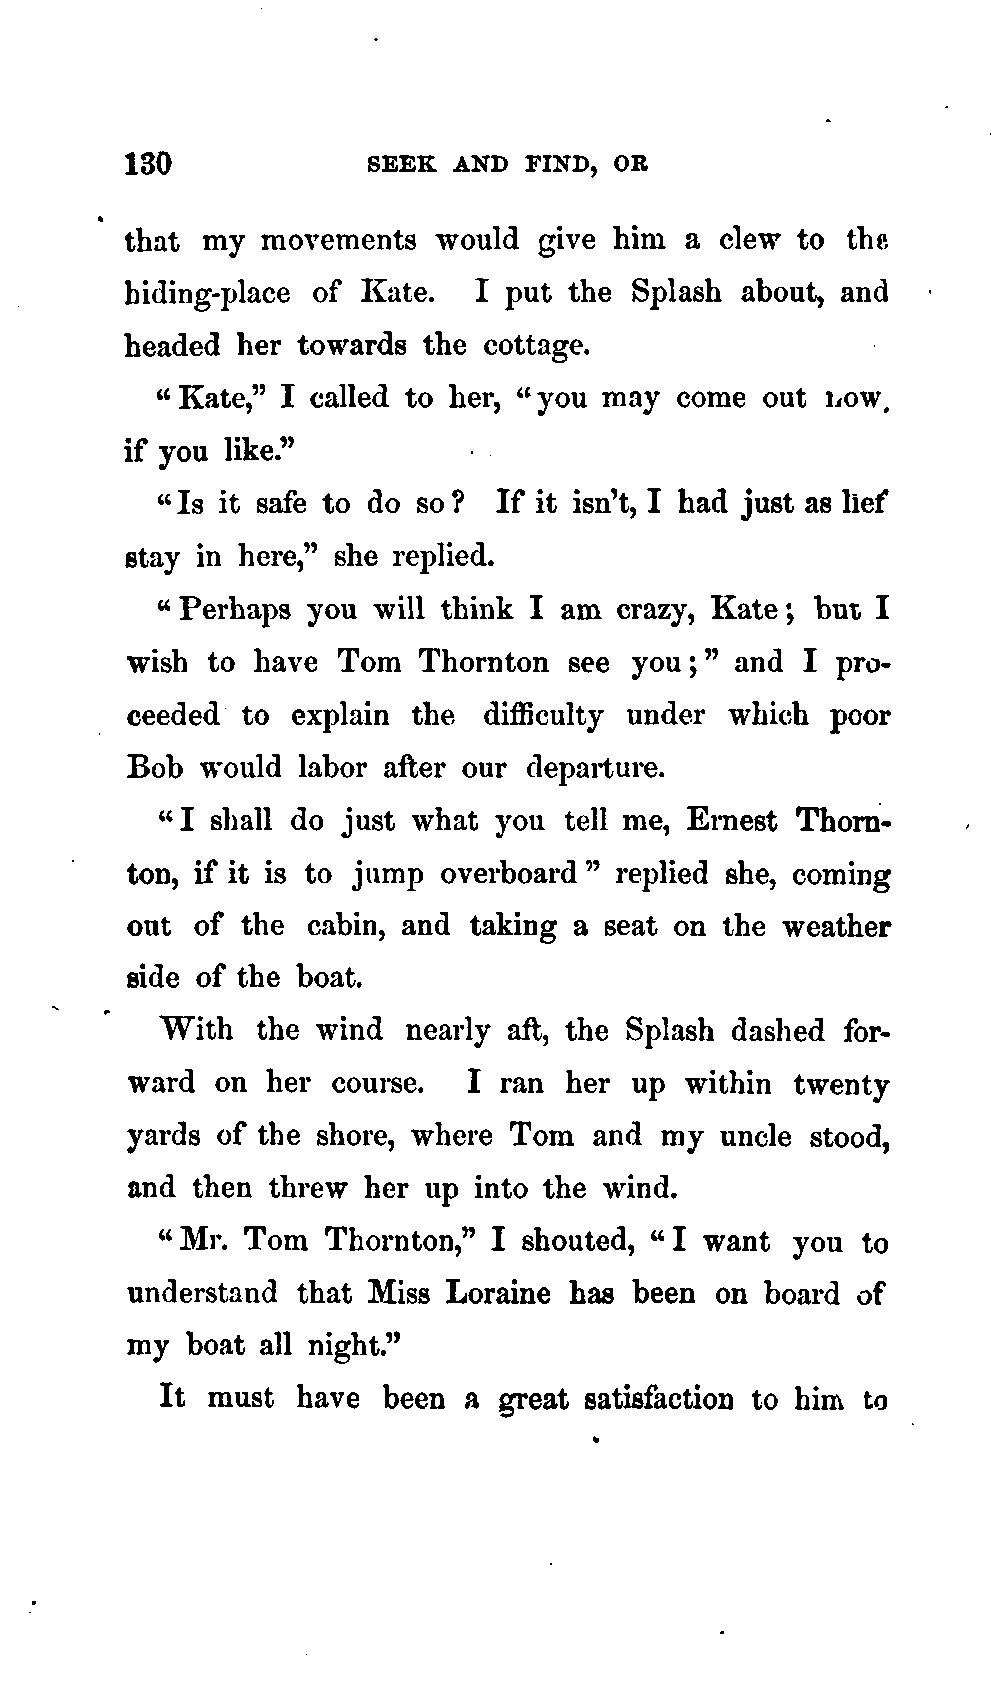 130 SEEK AND FIND, OR
that my movements would give him a clew to the
hiding-place of Kate. I put the Splash about, and
headed her towards the cottage.
"Kate," I called to her, "you may come out now,
if you like."
"Is it safe to do so? If it isn't, I had just as lief
stay in here," she replied.
"Perhaps you will think I am crazy, Kate; but I
wish to have Tom Thornton see you;" and I pro-
ceeded to explain the difficulty under which poor
Bob would labor after our departure.
"I shall do just what you tell me, Ernest Thorn-
ton, if it is to jump overboard" replied she, coming
out of the cabin, and taking a seat on the weather
side of the boat.
With the wind nearly aft, the Splash dashed for-
ward on her course. I ran her up within twenty
yards of the shore, where Tom and my uncle stood,
and then threw her up into the wind.
"Mr. Tom Thornton," I shouted, "I want you to
understand that Miss Loraine has been on board of
my boat all night."
It must have been a great satisfaction to him to